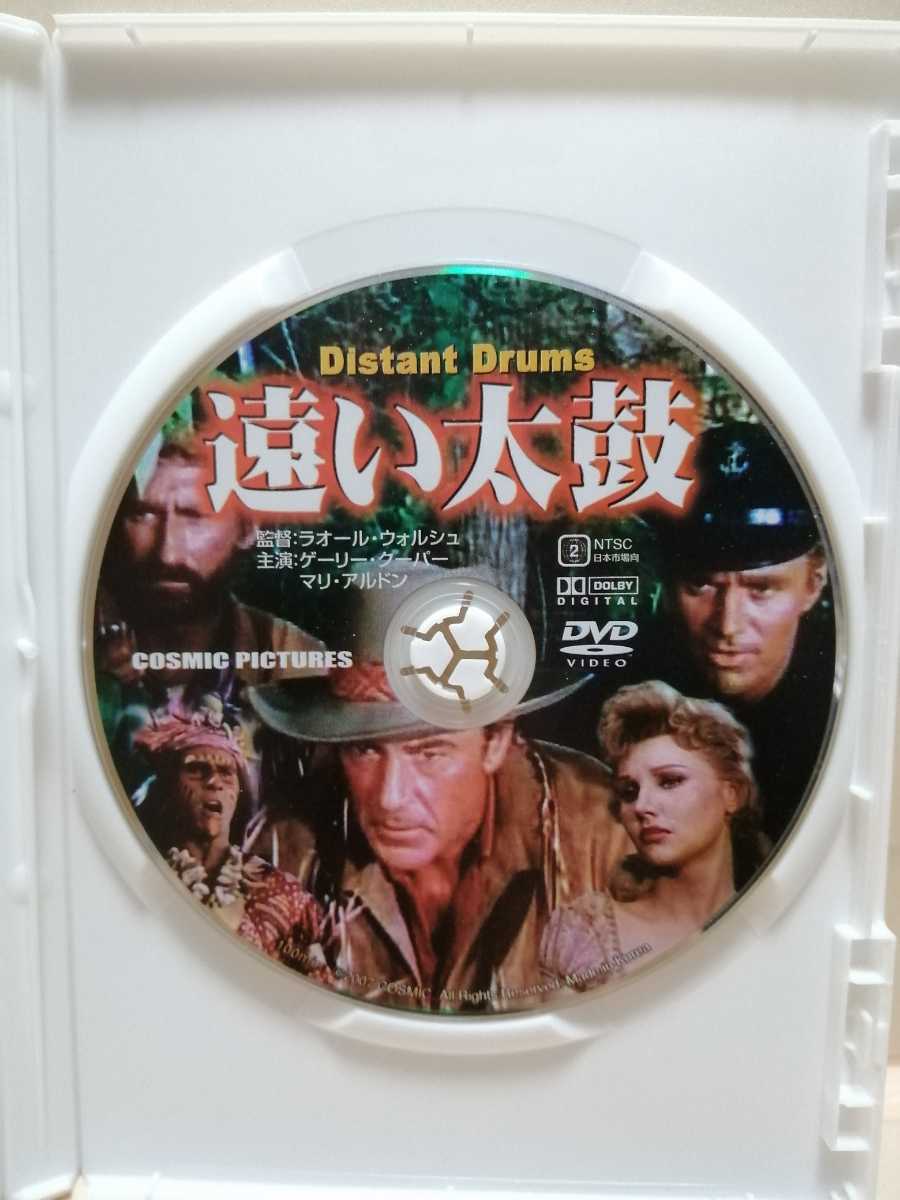 Distant Drums
遠い太鼓
監督:ラオール・ウォルシュ
主演:ゲーリー・クーパー
マリ・アルドン
2 NTSC
日本市場向
DOLBY
DIGITAL
DVD
VIDEO
COSMIC PICTURES
COSMIC. All Rights Reserved. Made in